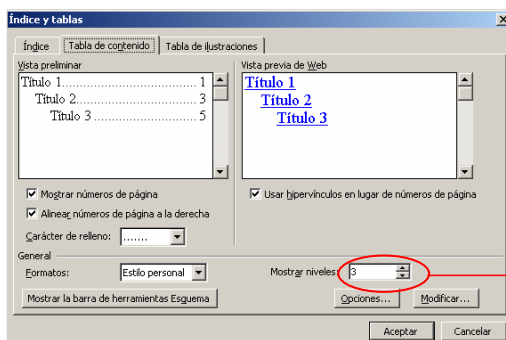 Índice y tablas
Índice
Tabla de contenido
Tabla de ilustraciones
Vista preliminar
Título 1.......................... 1
Título 2...................... 3
Título 3.................. 5
Vista previa de Web
Título 1
Título 2
Título 3
Mostrar números de página
Alinear números de página a la derecha
Usar hipervínculos en lugar de números de página
Carácter de relleno: .......
General
Formatos: Estilo personal
Mostrar niveles: 3
Mostrar la barra de herramientas Esquema
Opciones...
Modificar...
Aceptar
Cancelar